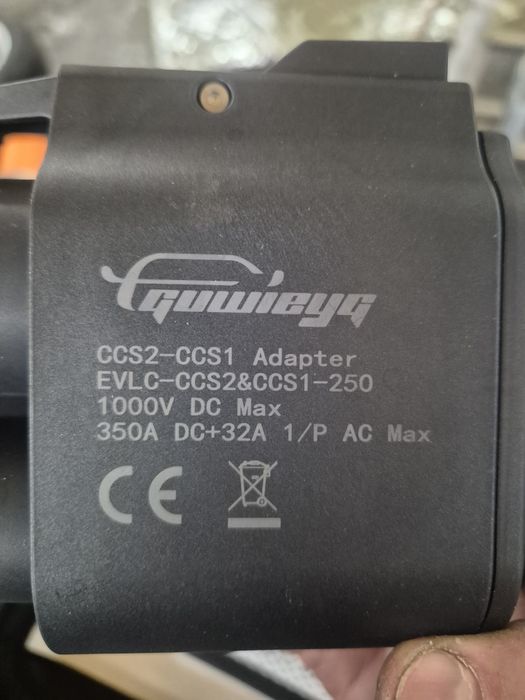 guwieyg
CCS2-CCS1 Adapter
EVLC-CCS2&CCS1-250
1000V DC Max
350A DC+32A 1/P AC Max
CE